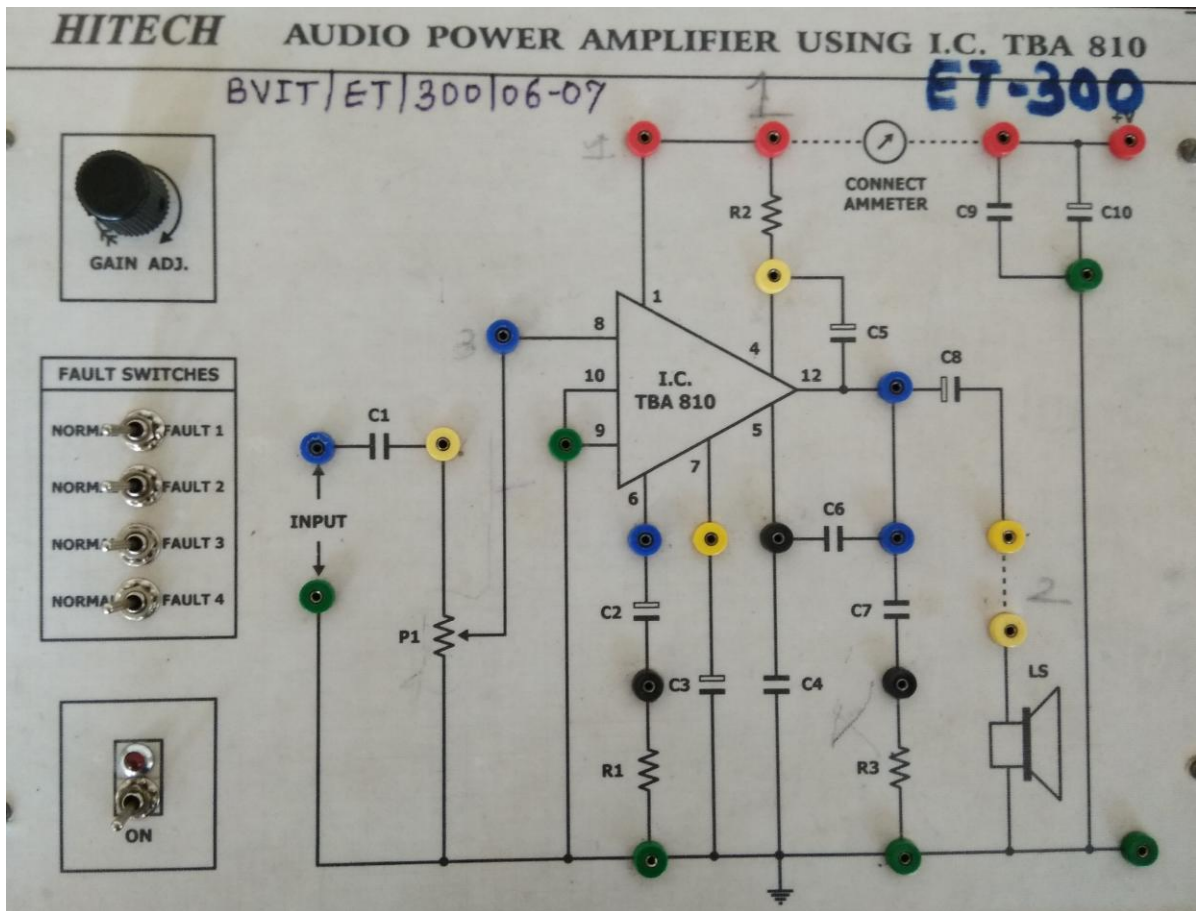 HITECH AUDIO POWER AMPLIFIER USING I.C. TBA 810
BVIT/ET/300/06-07
ET-300
+V
1
1
CONNECT
AMMETER
R2
C9
C10
GAIN ADJ.
1
8
3
4
C5
10
I.C.
TBA 810
12
C8
9
5
7
6
FAULT SWITCHES
FAULT 1
FAULT 2
FAULT 3
FAULT 4
C1
INPUT
C6
C2
C7
2
P1
C3
C4
LS
R1
R3
ON